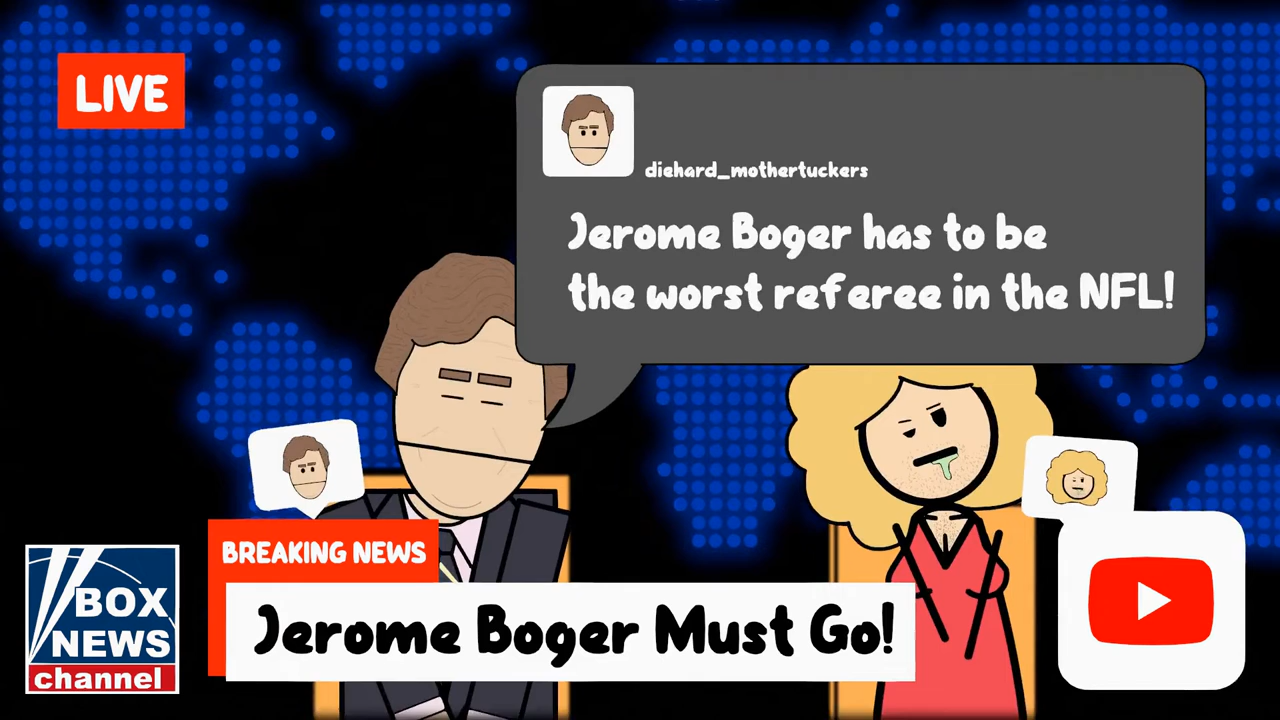 LIVE
diehard_mothertuckers
Jerome Boger has to be
the worst referee in the NFL!
BREAKING NEWS
Jerome Boger Must Go!
BOX
NEWS
channel